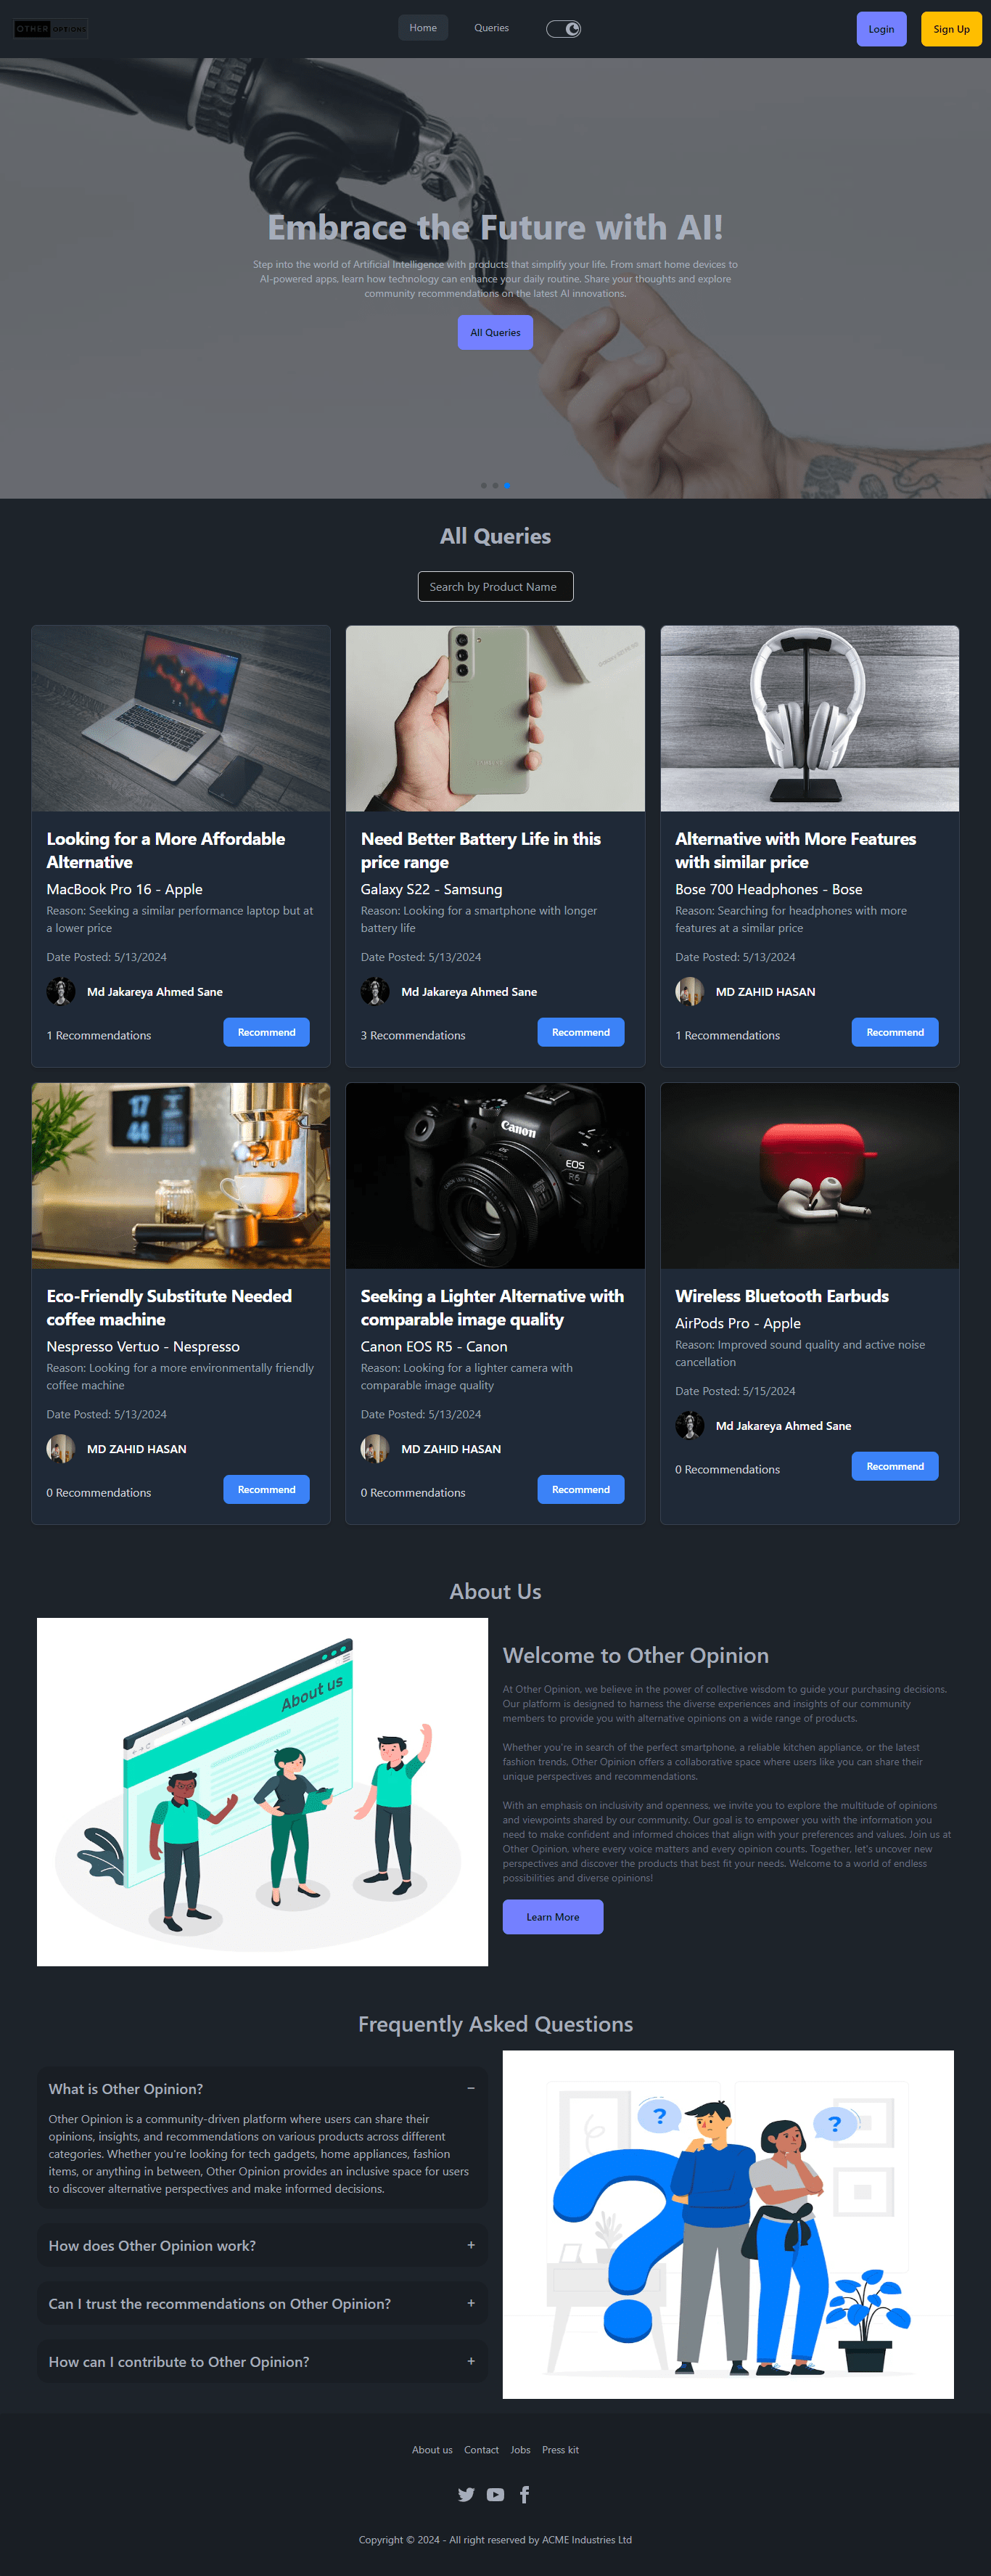 OTHER OPTIONS
Home
Queries
Login
Sign Up
Embrace the Future with AI!
Step into the world of Artificial Intelligence with products that simplify your life. From smart home devices to
AI-powered apps, learn how technology can enhance your daily routine. Share your thoughts and explore
community recommendations on the latest AI innovations.
All Queries
All Queries
Search by Product Name
Looking for a More Affordable
Alternative
MacBook Pro 16 - Apple
Reason: Seeking a similar performance laptop but at
a lower price
Date Posted: 5/13/2024
Md Jakareya Ahmed Sane
1 Recommendations
Recommend
SAMSUNG
Need Better Battery Life in this
price range
Galaxy S22 - Samsung
Reason: Looking for a smartphone with longer
battery life
Date Posted: 5/13/2024
Md Jakareya Ahmed Sane
3 Recommendations
Recommend
Alternative with More Features
with similar price
Bose 700 Headphones - Bose
Reason: Searching for headphones with more
features at a similar price
Date Posted: 5/13/2024
MD ZAHID HASAN
1 Recommendations
Recommend
17
44
Eco-Friendly Substitute Needed
coffee machine
Nespresso Vertuo - Nespresso
Reason: Looking for a more environmentally friendly
coffee machine
Date Posted: 5/13/2024
MD ZAHID HASAN
0 Recommendations
Recommend
Canon
EOS
R6
Seeking a Lighter Alternative with
comparable image quality
Canon EOS R5 - Canon
Reason: Looking for a lighter camera with
comparable image quality
Date Posted: 5/13/2024
MD ZAHID HASAN
0 Recommendations
Recommend
Wireless Bluetooth Earbuds
AirPods Pro - Apple
Reason: Improved sound quality and active noise
cancellation
Date Posted: 5/15/2024
Md Jakareya Ahmed Sane
0 Recommendations
Recommend
About Us
About us
Welcome to Other Opinion
At Other Opinion, we believe in the power of collective wisdom to guide your purchasing decisions.
Our platform is designed to harness the diverse experiences and insights of our community
members to provide you with alternative opinions on a wide range of products.
Whether you're in search of the perfect smartphone, a reliable kitchen appliance, or the latest
fashion trends, Other Opinion offers a collaborative space where users like you can share their
unique perspectives and recommendations.
With an emphasis on inclusivity and openness, we invite you to explore the multitude of opinions
and viewpoints shared by our community. Our goal is to empower you with the information you
need to make confident and informed choices that align with your preferences and values. Join us at
Other Opinion, where every voice matters and every opinion counts. Together, let's uncover new
perspectives and discover the products that best fit your needs. Welcome to a world of endless
possibilities and diverse opinions!
Learn More
Frequently Asked Questions
What is Other Opinion? −
Other Opinion is a community-driven platform where users can share their
opinions, insights, and recommendations on various products across different
categories. Whether you're looking for tech gadgets, home appliances, fashion
items, or anything in between, Other Opinion provides an inclusive space for users
to discover alternative perspectives and make informed decisions.
How does Other Opinion work? +
Can I trust the recommendations on Other Opinion? +
How can I contribute to Other Opinion? +
? ?
?
About us Contact Jobs Press kit
Copyright © 2024 - All right reserved by ACME Industries Ltd